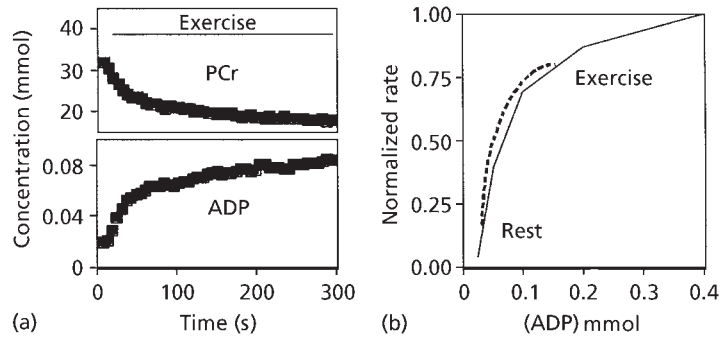 Exercise
Concentration (mmol)
40
30
20
PCr
0.08
0.04
0
ADP
0
100
200
300
(a)
Time (s)
Normalized rate
1.00
0.75
0.50
0.25
0.00
Exercise
Rest
0
0.1
0.2
0.3
0.4
(b)
(ADP) mmol